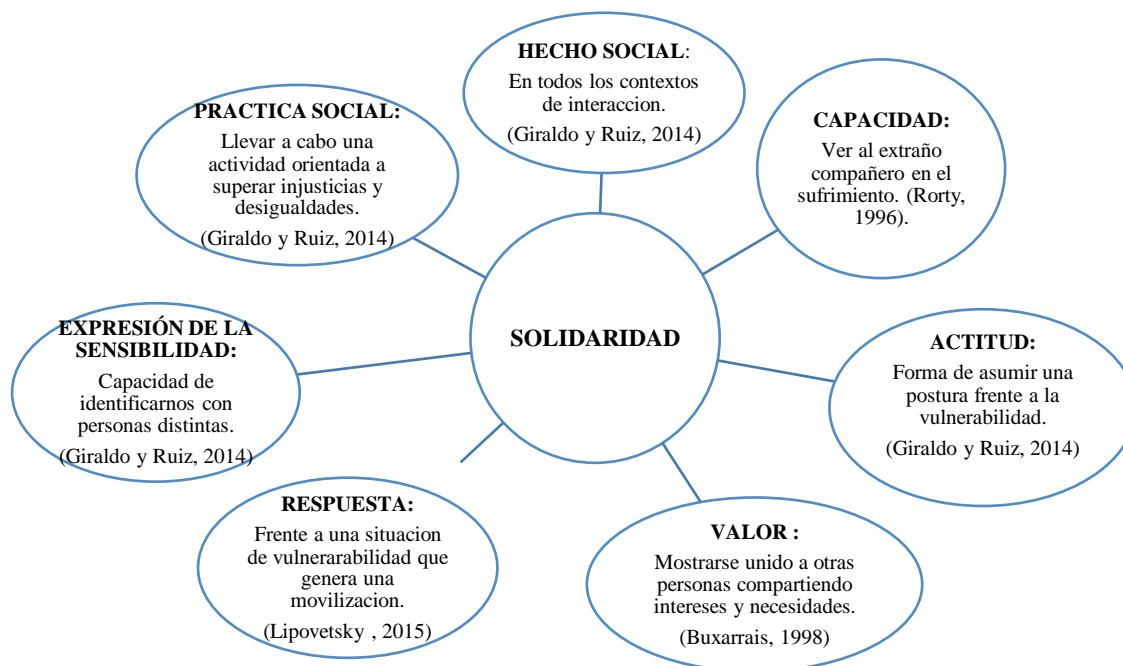 HECHO SOCIAL:
En todos los contextos
de interaccion.
(Giraldo y Ruiz, 2014)
CAPACIDAD:
Ver al extraño
compañero en el
sufrimiento. (Rorty,
1996).
ACTITUD:
Forma de asumir una
postura frente a la
vulnerabilidad.
(Giraldo y Ruiz, 2014)
VALOR :
Mostrarse unido a otras
personas compartiendo
intereses y necesidades.
(Buxarrais, 1998)
RESPUESTA:
Frente a una situacion
de vulnerarabilidad que
genera una
movilizacion.
(Lipovetsky , 2015)
EXPRESIÓN DE LA
SENSIBILIDAD:
Capacidad de
identificarnos con
personas distintas.
(Giraldo y Ruiz, 2014)
PRACTICA SOCIAL:
Llevar a cabo una
actividad orientada a
superar injusticias y
desigualdades.
(Giraldo y Ruiz, 2014)
SOLIDARIDAD